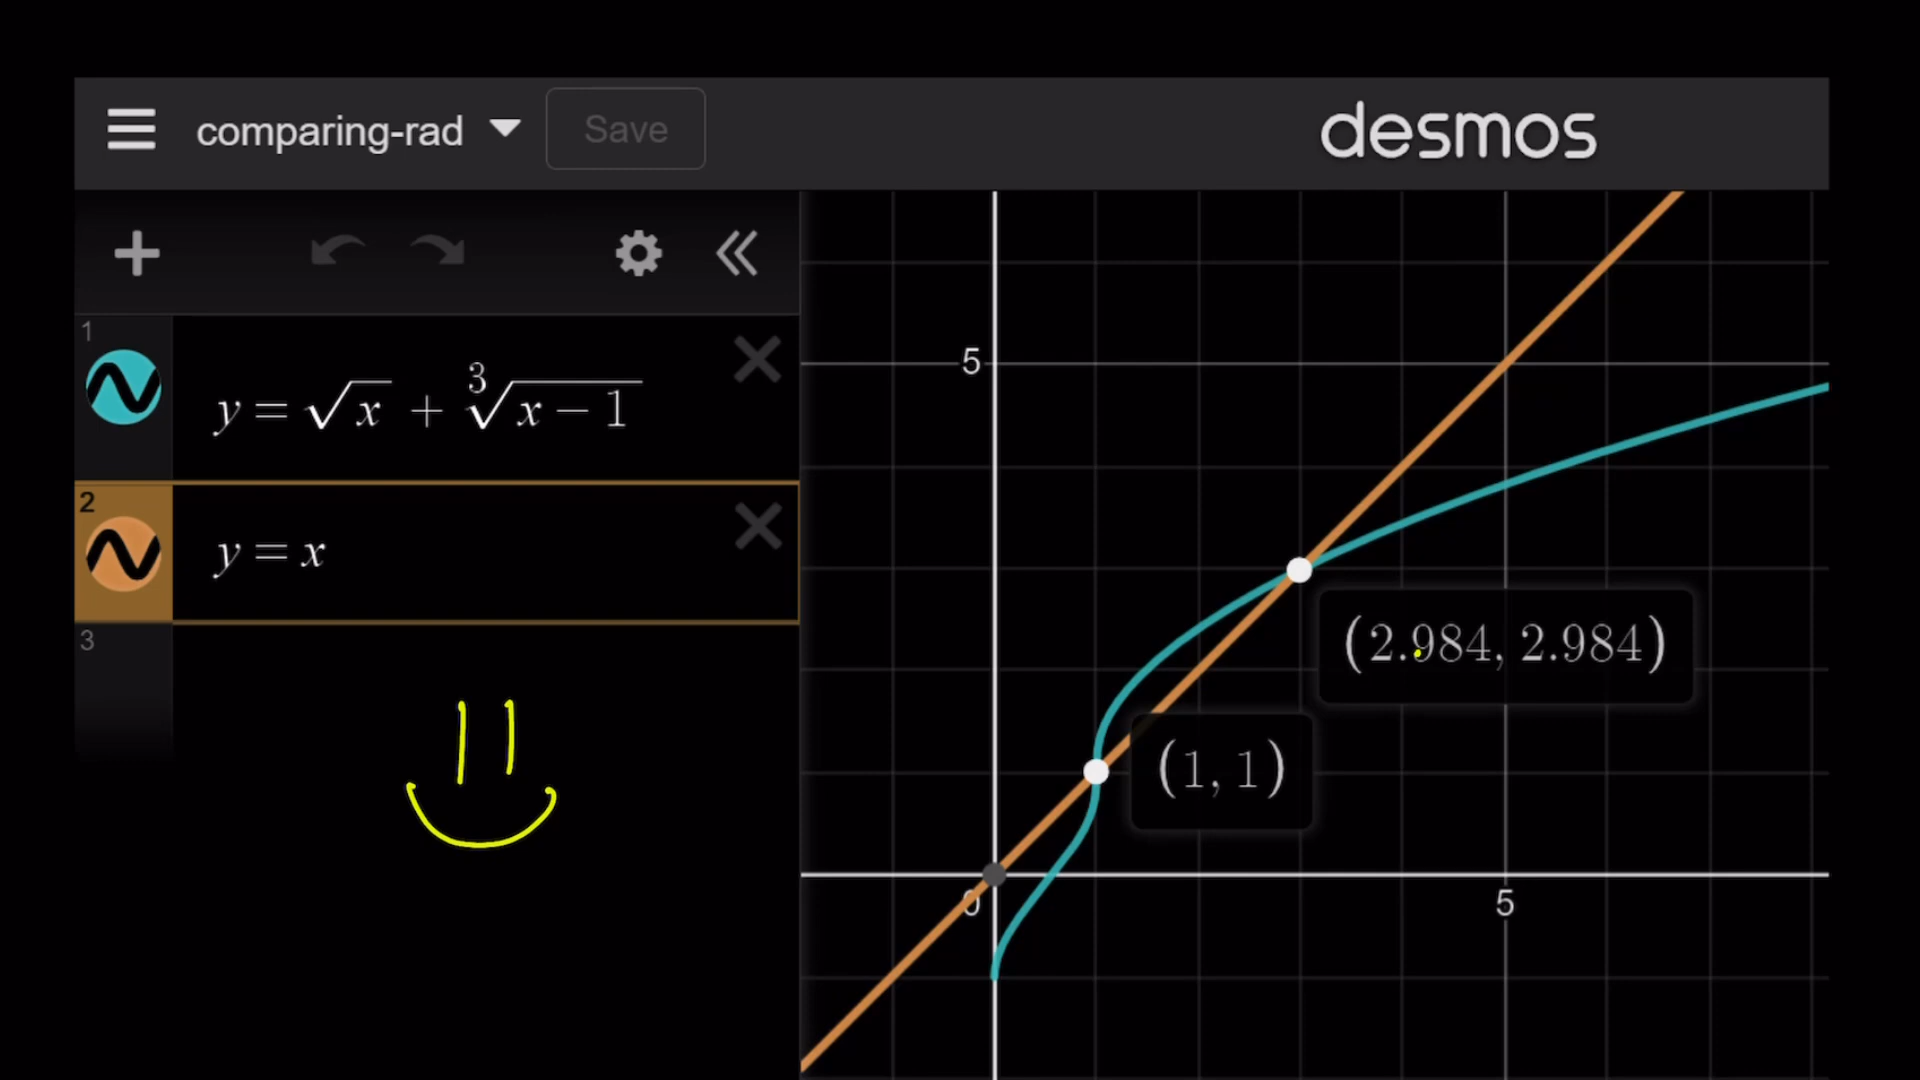 comparing-rad
Save
desmos
1
y = √x + ∛x − 1
2
y = x
3
5
(2.984, 2.984)
(1, 1)
0
5